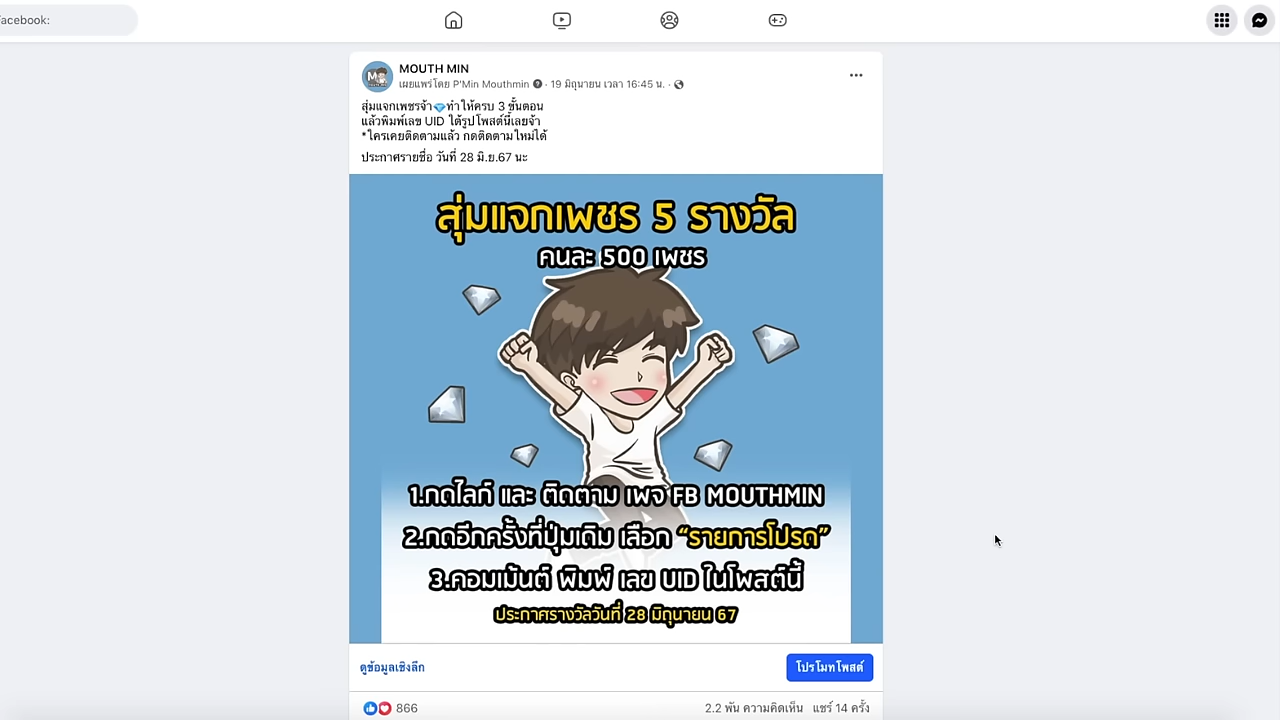 Facebook:
MOUTH MIN
เผยแพร่โดย P'Min Mouthmin · 19 มิถุนายน เวลา 16:45 น. ·
สุ่มแจกเพชรจ้า💎ทำให้ครบ 3 ขั้นตอน
แล้วพิมพ์เลข UID ใต้รูปโพสต์นี้เลยจ้า
*ใครเคยติดตามแล้ว กดติดตามใหม่ได้
ประกาศรายชื่อ วันที่ 28 มิ.ย.67 นะ
สุ่มแจกเพชร 5 รางวัล
คนละ 500 เพชร
1.กดไลก์ และ ติดตาม เพจ FB MOUTHMIN
2.กดอีกครั้งที่ปุ่มเดิม เลือก “รายการโปรด”
3.คอมเม้นต์ พิมพ์ เลข UID ในโพสต์นี้
ประกาศรางวัลวันที่ 28 มิถุนายน 67
ดูข้อมูลเชิงลึก
โปรโมทโพสต์
866
2.2 พัน ความคิดเห็น แชร์ 14 ครั้ง